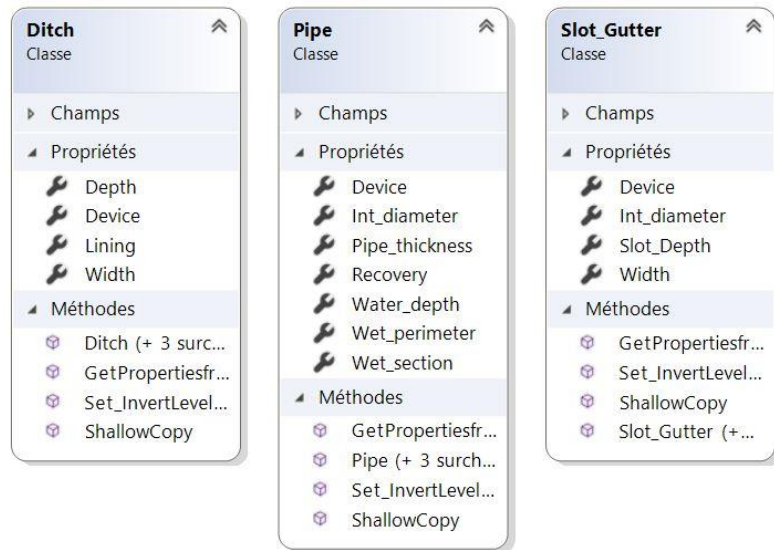 Ditch
Classe
Champs
Propriétés
Depth
Device
Lining
Width
Méthodes
Ditch (+ 3 surc...
GetPropertiesfr...
Set_InvertLevel...
ShallowCopy
Pipe
Classe
Champs
Propriétés
Device
Int_diameter
Pipe_thickness
Recovery
Water_depth
Wet_perimeter
Wet_section
Méthodes
GetPropertiesfr...
Pipe (+ 3 surch...
Set_InvertLevel...
ShallowCopy
Slot_Gutter
Classe
Champs
Propriétés
Device
Int_diameter
Slot_Depth
Width
Méthodes
GetPropertiesfr...
Set_InvertLevel...
ShallowCopy
Slot_Gutter (+...